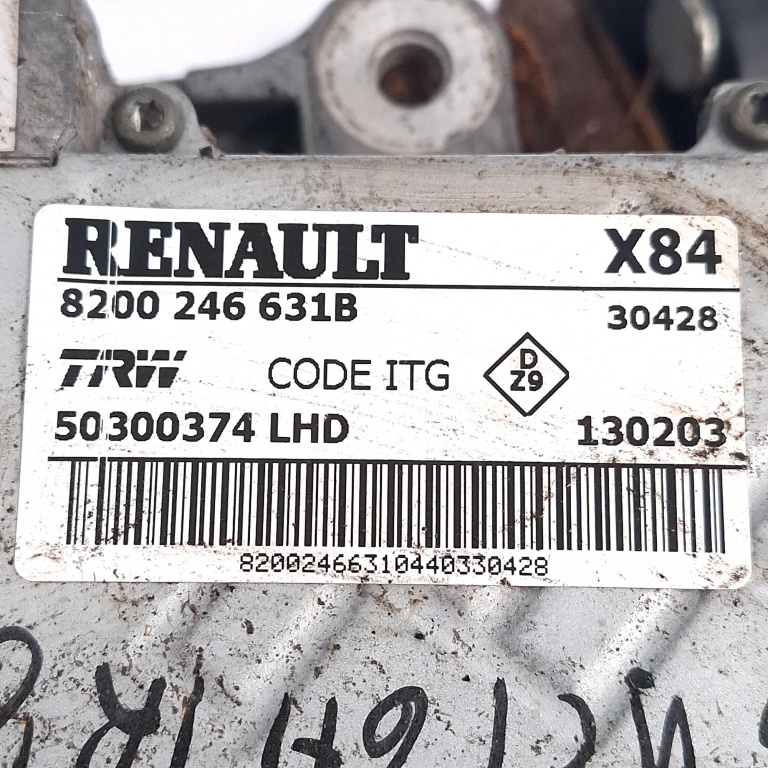 RENAULT X84
8200 246 631B 30428
TRW CODE ITG D Z9
50300374 LHD 130203
82002466310440330428